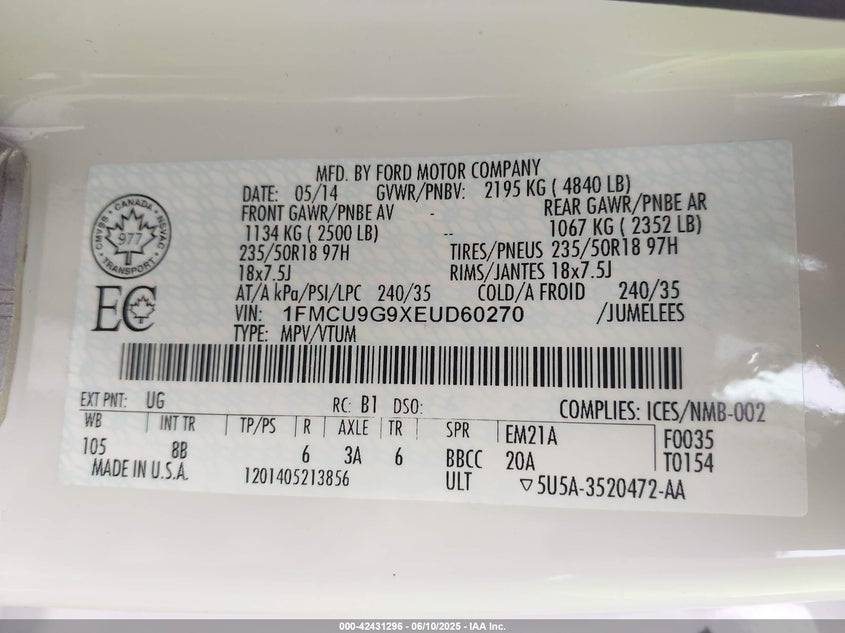 MFD. BY FORD MOTOR COMPANY
DATE: 05/14 GVWR/PNBV: 2195 KG ( 4840 LB)
FRONT GAWR/PNBE AV - REAR GAWR/PNBE AR
1134 KG ( 2500 LB) -- 1067 KG ( 2352 LB)
235/50R18 97H TIRES/PNEUS 235/50R18 97H
18x7.5J RIMS/JANTES 18x7.5J
AT/A kPa/PSI/LPC 240/35 COLD/A FROID 240/35
VIN: 1FMCU9G9XEUD60270 /JUMELEES
TYPE: MPV/VTUM
CANADA
CMVSS
NSVAC
977
TRANSPORT
EC
EXT PNT: UG RC: B1 DSO: COMPLIES: ICES/NMB-002
WB INT TR TP/PS R AXLE TR SPR EM21A F0035
105 8B 6 3A 6 BBCC 20A T0154
MADE IN U.S.A. 1201405213856 ULT ▽5U5A-3520472-AA
000-42431296 - 06/10/2025 - IAA Inc.